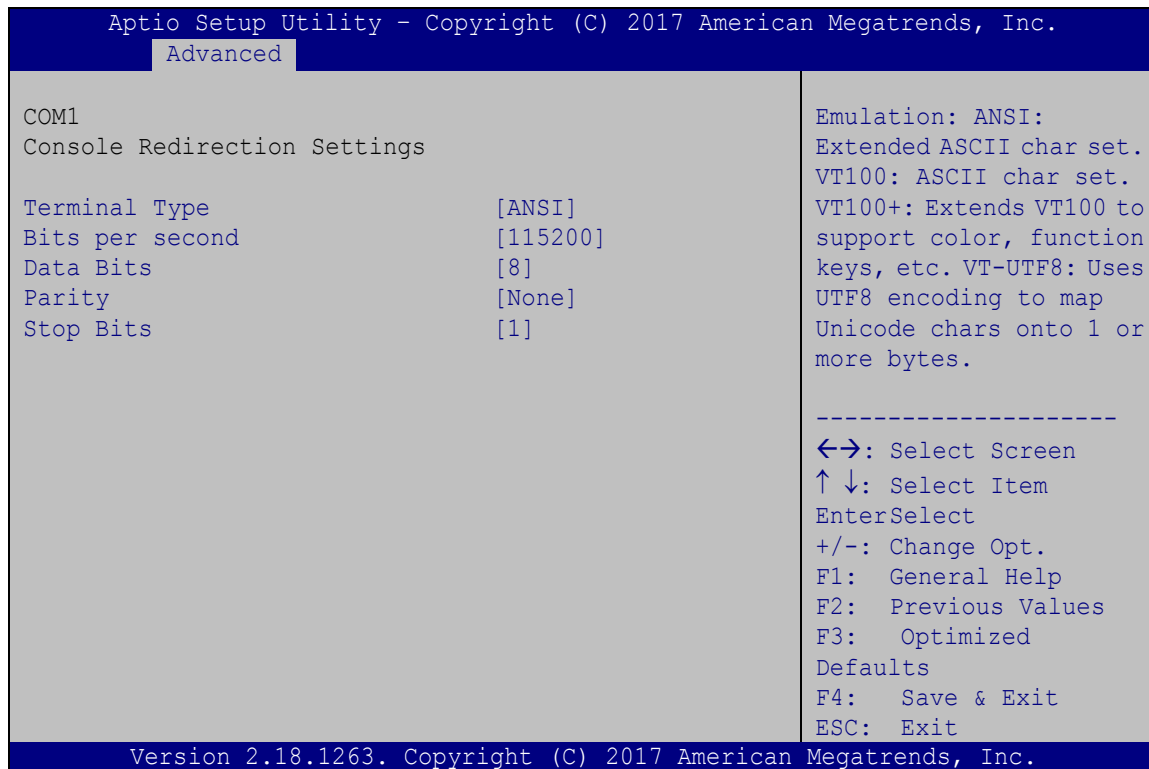 Aptio Setup Utility – Copyright (C) 2017 American Megatrends, Inc.
Advanced
COM1
Console Redirection Settings
Terminal Type [ANSI]
Bits per second [115200]
Data Bits [8]
Parity [None]
Stop Bits [1]
Emulation: ANSI:
Extended ASCII char set.
VT100: ASCII char set.
VT100+: Extends VT100 to
support color, function
keys, etc. VT-UTF8: Uses
UTF8 encoding to map
Unicode chars onto 1 or
more bytes.
---------------------
←→: Select Screen
↑ ↓: Select Item
EnterSelect
+/-: Change Opt.
F1: General Help
F2: Previous Values
F3: Optimized
Defaults
F4: Save & Exit
ESC: Exit
Version 2.18.1263. Copyright (C) 2017 American Megatrends, Inc.